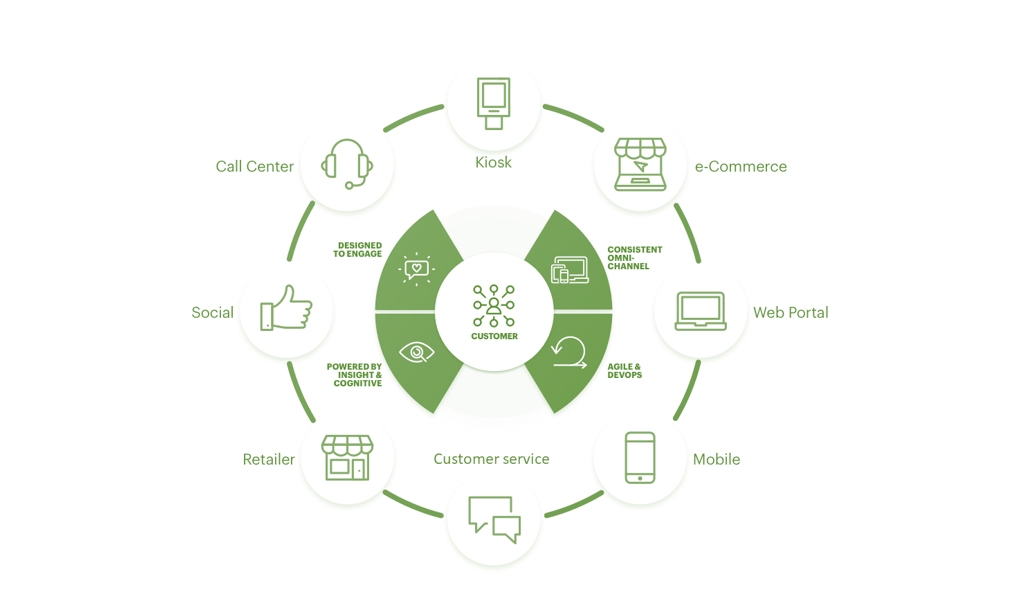 Kiosk
Call Center
e-Commerce
DESIGNED
TO ENGAGE
CONSISTENT
OMNI-
CHANNEL
Social
CUSTOMER
Web Portal
POWERED BY
INSIGHT &
COGNITIVE
AGILE &
DEVOPS
Retailer
Customer service
Mobile